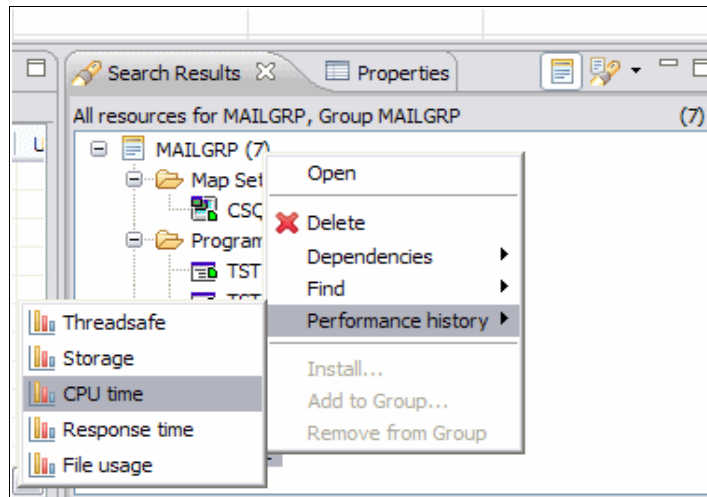 Search Results
Properties
All resources for MAILGRP, Group MAILGRP (7)
MAILGRP (7)
Map Set
CSQ
Program
TST
Open
Delete
Dependencies
Find
Performance history
Install...
Add to Group...
Remove from Group
Threadsafe
Storage
CPU time
Response time
File usage